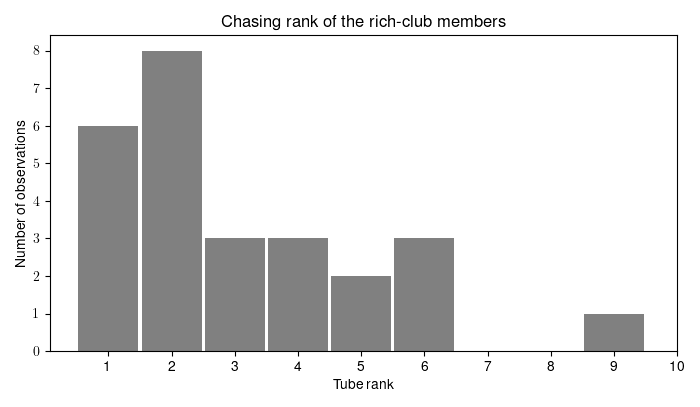 Chasing rank of the rich-club members
Number of observations
8
7
6
5
4
3
2
1
0
1 2 3 4 5 6 7 8 9 10
Tube rank